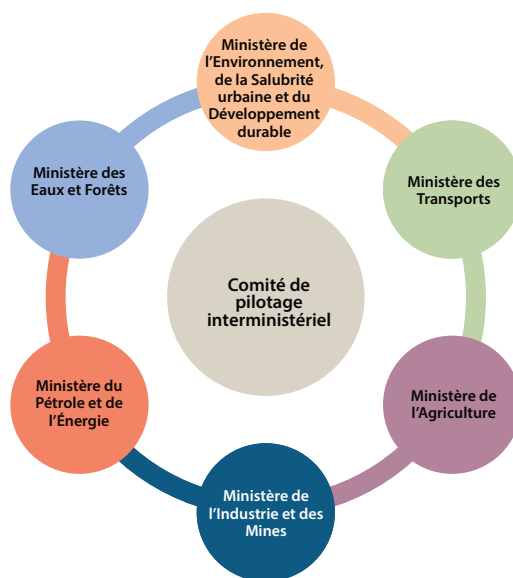 Ministère de
l'Environnement,
de la Salubrité
urbaine et du
Développement
durable
Ministère des
Eaux et Forêts
Ministère des
Transports
Comité de
pilotage
interministériel
Ministère du
Pétrole et de
l'Énergie
Ministère de
l'Agriculture
Ministère de
l'Industrie et des
Mines